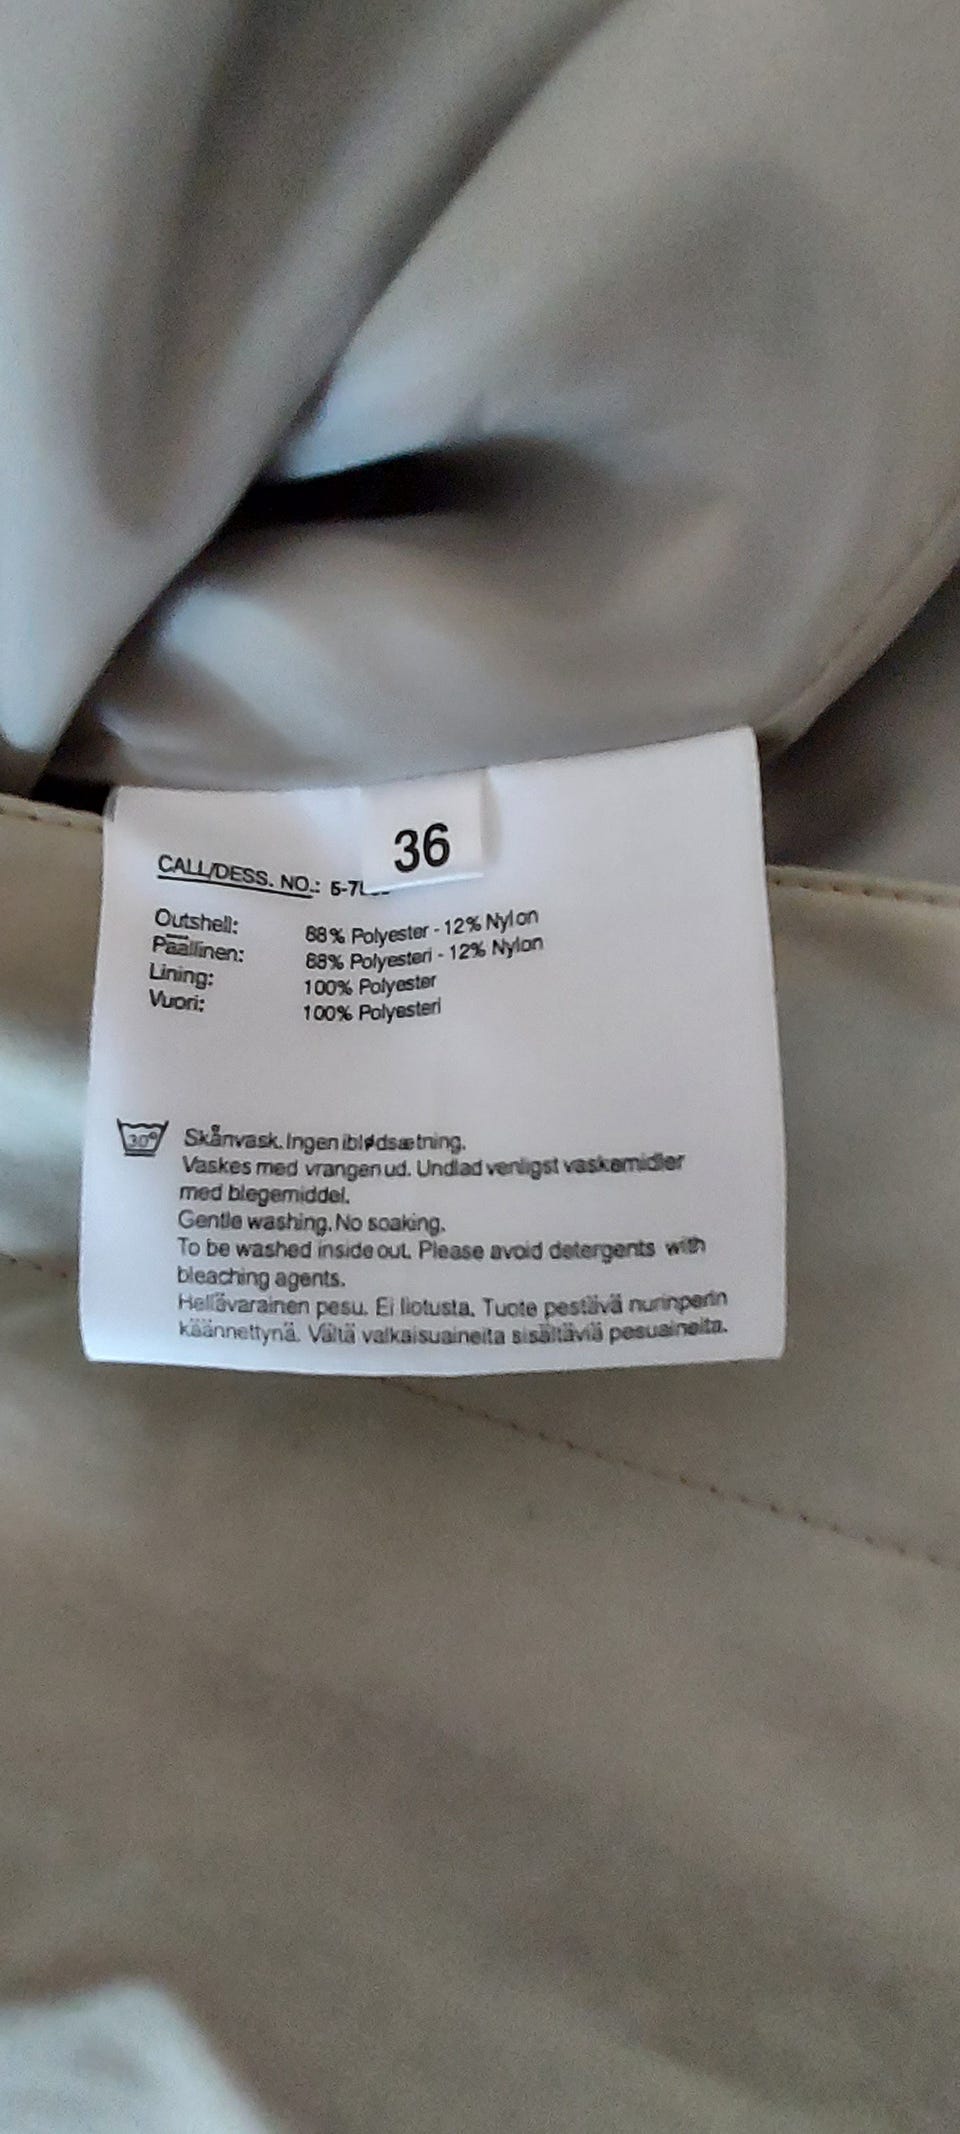 36
CALL/DESS. NO.:
Outshell: 88% Polyester - 12% Nylon
Päällinen: 88% Polyesteri - 12% Nylon
Lining: 100% Polyester
Vuori: 100% Polyesteri
30°
Skånvask. Ingen iblødsætning.
Vaskes med vrangen ud. Undlad venligst vaskemidler
med blegemiddel.
Gentle washing. No soaking.
To be washed inside out. Please avoid detergents with
bleaching agents.
Hellävarainen pesu. Ei liotusta. Tuote pestävä nurinperin
käännettynä. Vältä valkaisuaineita sisältäviä pesuaineita.